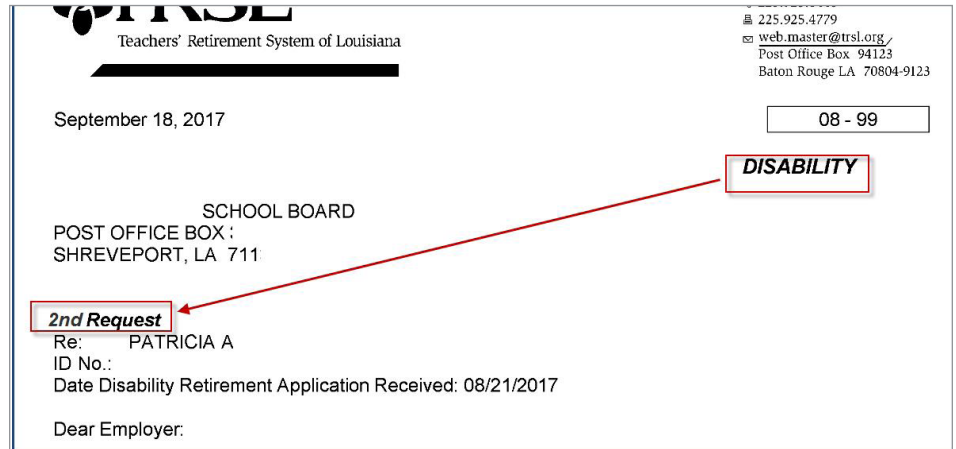 Teachers' Retirement System of Louisiana
225.925.4779
web.master@trsl.org
Post Office Box 94123
Baton Rouge LA 70804-9123
September 18, 2017
08 - 99
DISABILITY
SCHOOL BOARD
POST OFFICE BOX
SHREVEPORT, LA 711
2nd Request
Re: PATRICIA A
ID No.:
Date Disability Retirement Application Received: 08/21/2017
Dear Employer: